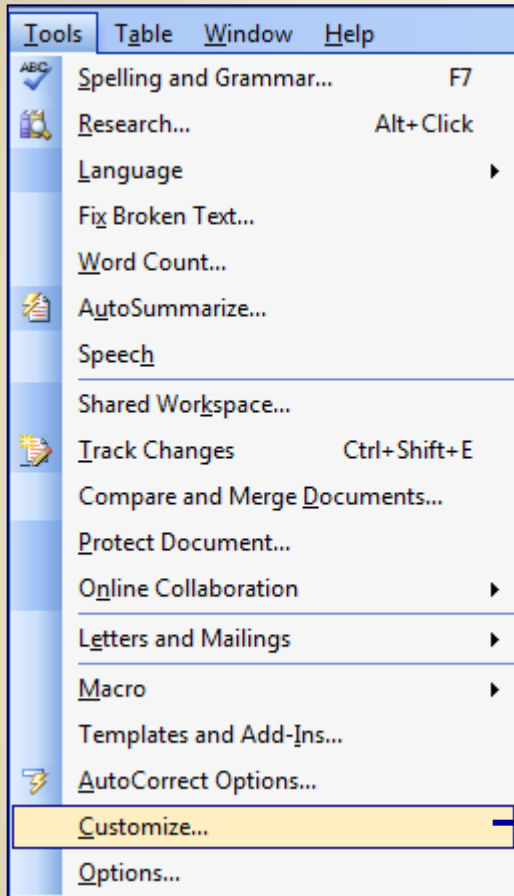 Tools Table Window Help
ABC Spelling and Grammar... F7
Research... Alt+Click
Language
Fix Broken Text...
Word Count...
AutoSummarize...
Speech
Shared Workspace...
Track Changes Ctrl+Shift+E
Compare and Merge Documents...
Protect Document...
Online Collaboration
Letters and Mailings
Macro
Templates and Add-Ins...
AutoCorrect Options...
Customize...
Options...